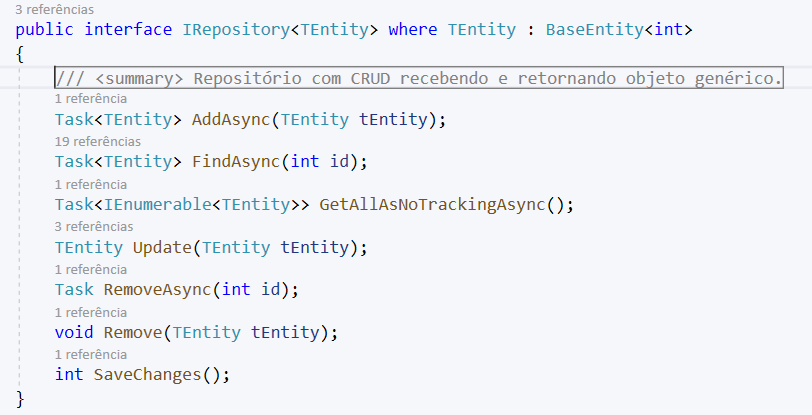 3 referências
public interface IRepository<TEntity> where TEntity : BaseEntity<int>
{
/// <summary> Repositório com CRUD recebendo e retornando objeto genérico.
1 referência
Task<TEntity> AddAsync(TEntity tEntity);
19 referências
Task<TEntity> FindAsync(int id);
1 referência
Task<IEnumerable<TEntity>> GetAllAsNoTrackingAsync();
3 referências
TEntity Update(TEntity tEntity);
1 referência
Task RemoveAsync(int id);
1 referência
void Remove(TEntity tEntity);
1 referência
int SaveChanges();
}